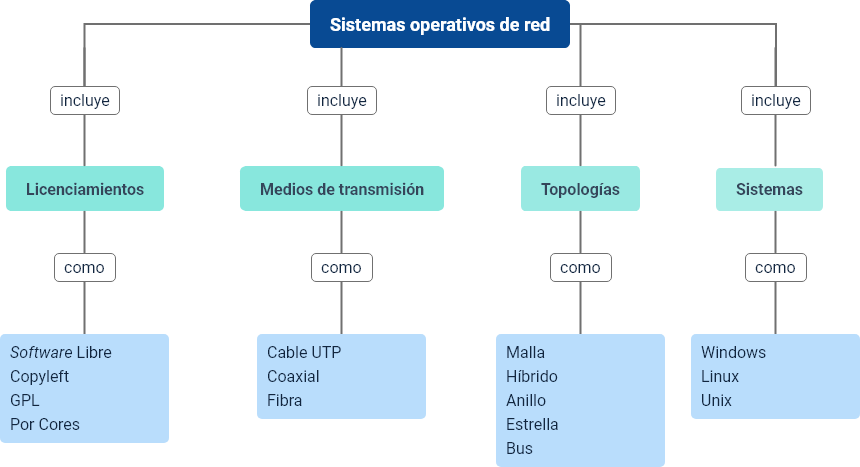 Sistemas operativos de red
incluye
incluye
incluye
incluye
Licenciamientos
Medios de transmisión
Topologías
Sistemas
como
como
como
como
Software Libre
Copyleft
GPL
Por Cores
Cable UTP
Coaxial
Fibra
Malla
Híbrido
Anillo
Estrella
Bus
Windows
Linux
Unix